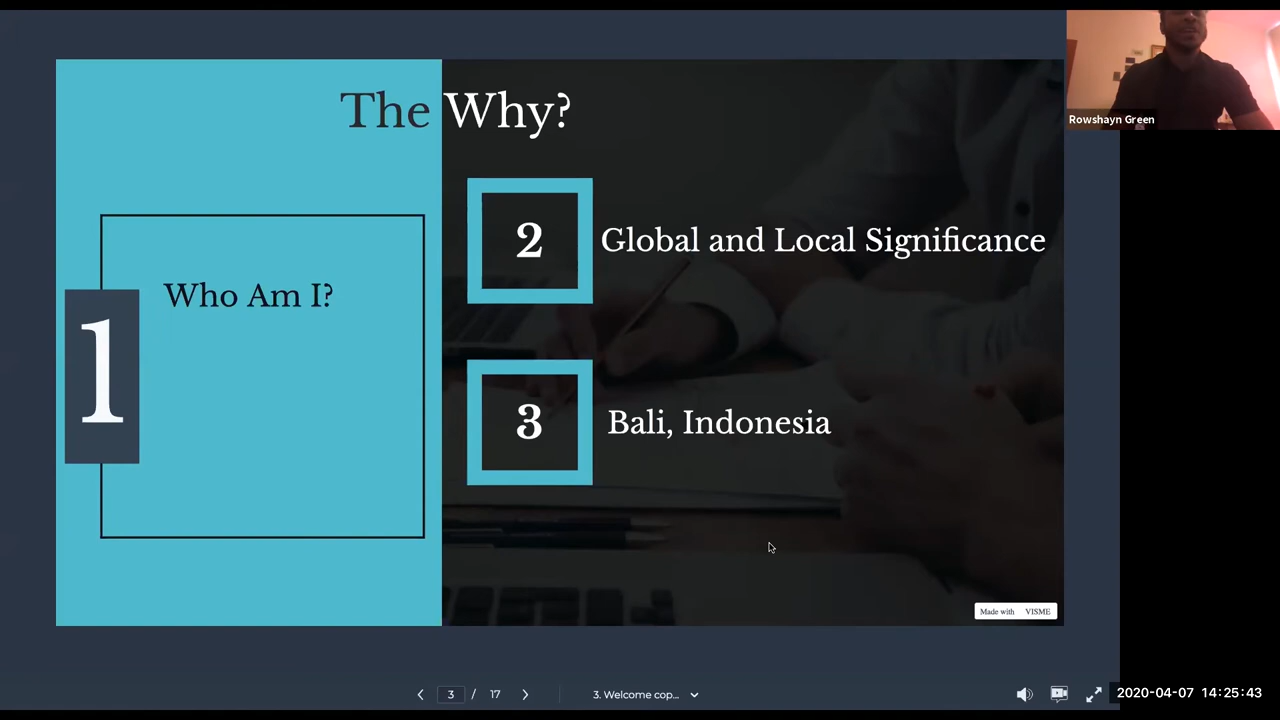 The Why?
1
Who Am I?
2
Global and Local Significance
3
Bali, Indonesia
Made with VISME
Rowshayn Green
3 / 17
3. Welcome cop...
2020-04-07 14:25:43